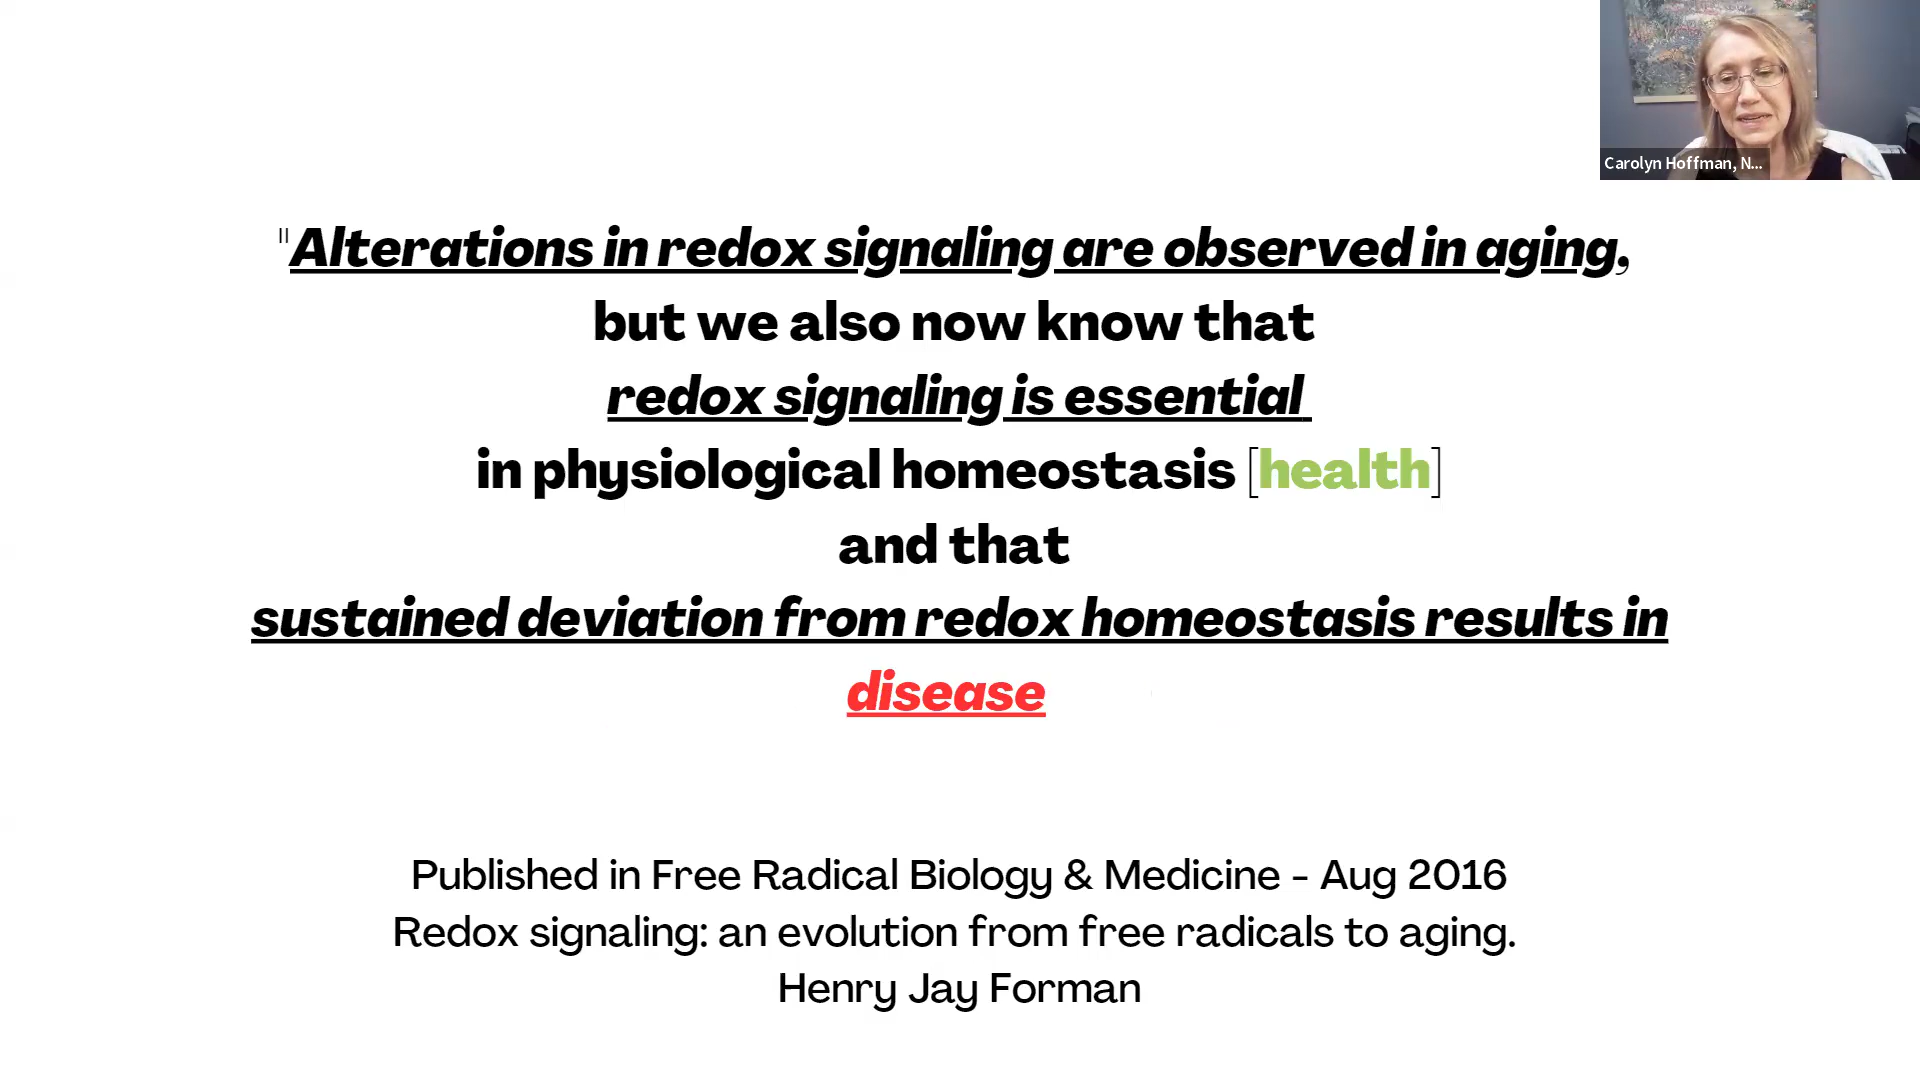 Carolyn Hoffman, N...
"Alterations in redox signaling are observed in aging,
but we also now know that
redox signaling is essential
in physiological homeostasis [health]
and that
sustained deviation from redox homeostasis results in
disease
Published in Free Radical Biology & Medicine - Aug 2016
Redox signaling: an evolution from free radicals to aging.
Henry Jay Forman